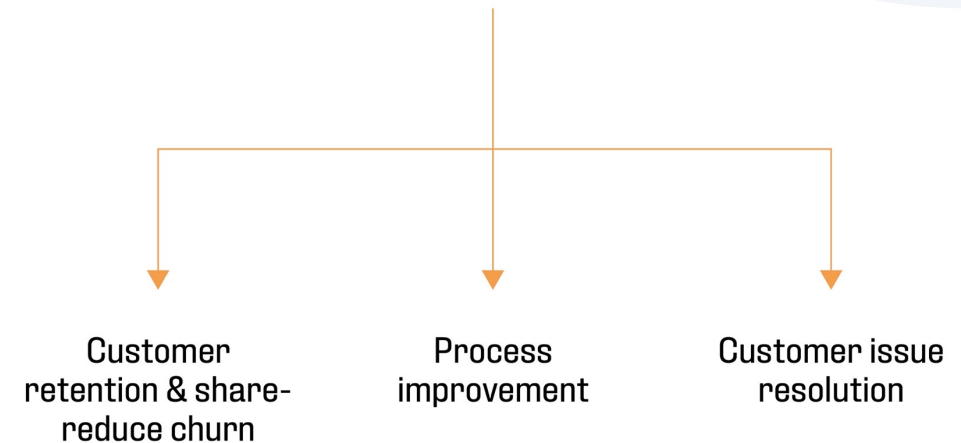 Customer
retention & share-
reduce churn
Process
improvement
Customer issue
resolution